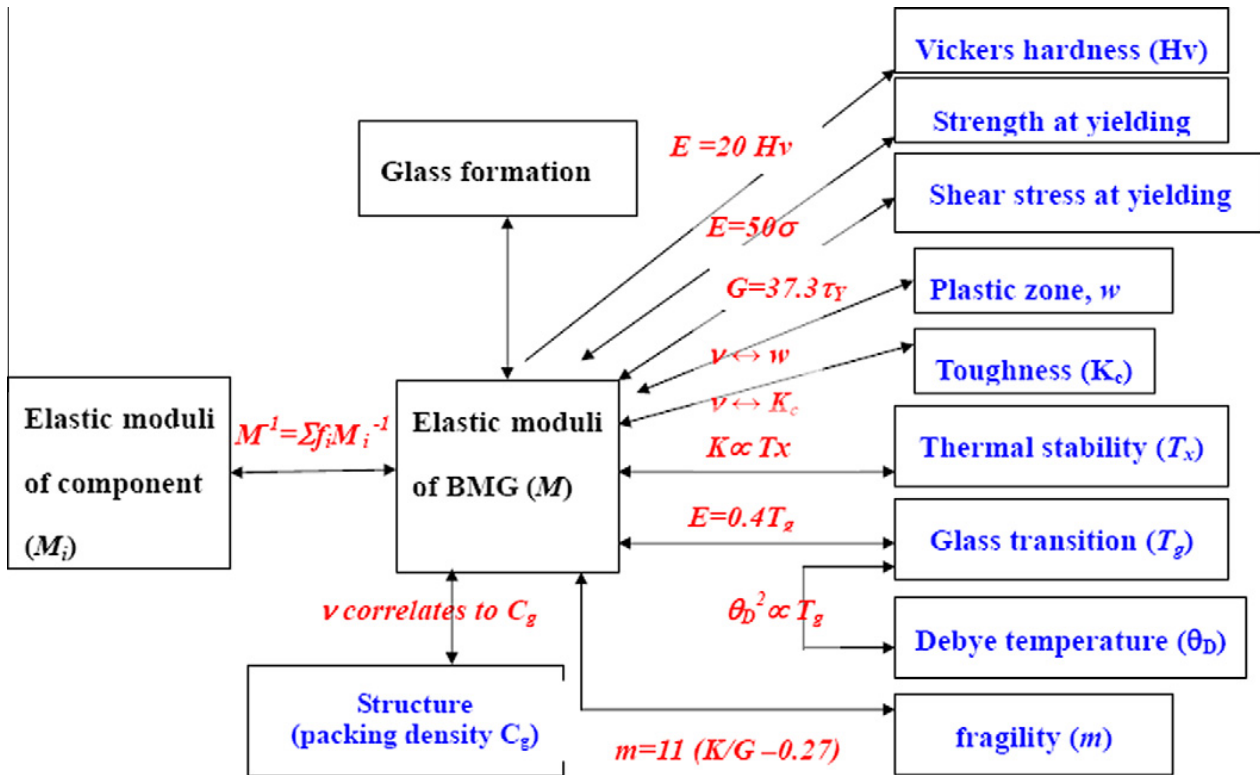 Vickers hardness (Hv)
Strength at yielding
E =20 Hv
Glass formation
Shear stress at yielding
E=50σ
G=37.3τY
Plastic zone, w
ν ↔ w
Toughness (Kc)
Elastic moduli
of component
(Mi)
M⁻¹=Σfi Mi⁻¹
Elastic moduli
of BMG (M)
ν ↔ Kc
K∝ Tx
Thermal stability (Tx)
E=0.4Tg
Glass transition (Tg)
ν correlates to Cg
θD² ∝ Tg
Debye temperature (θD)
Structure
(packing density Cg)
m=11 (K/G –0.27)
fragility (m)